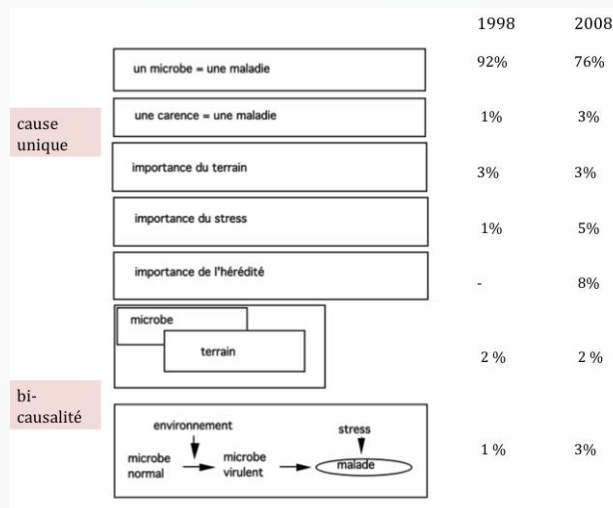 1998 2008
un microbe = une maladie 92% 76%
cause
unique
une carence = une maladie 1% 3%
importance du terrain 3% 3%
importance du stress 1% 5%
importance de l'hérédité - 8%
microbe
terrain 2 % 2 %
bi-
causalité
environnement stress
microbe
normal
microbe
virulent
malade
1 % 3%